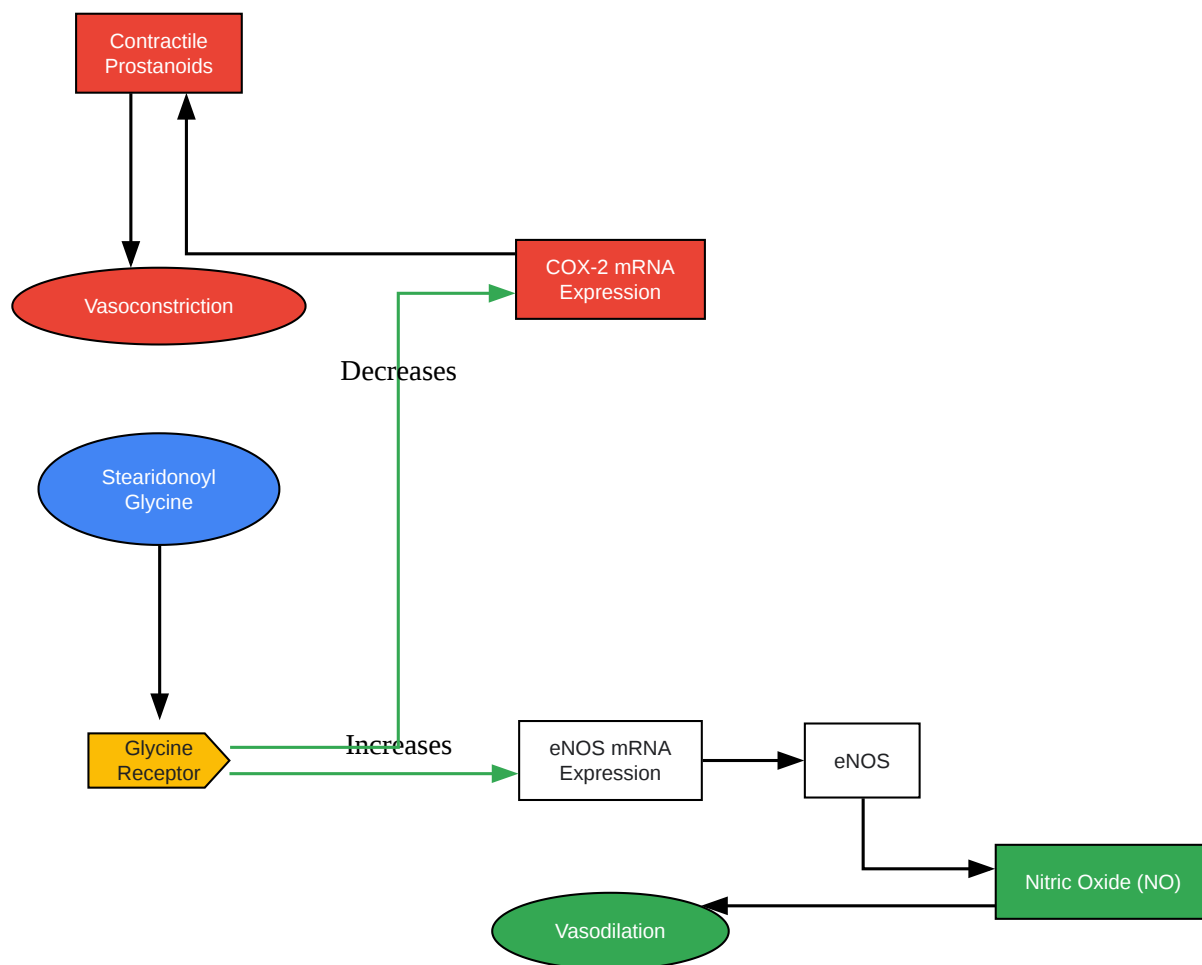 Contractile
Prostanoids
COX-2 mRNA
Expression
Vasoconstriction
Decreases
Stearidonoyl
Glycine
Glycine
Receptor
Increases
eNOS mRNA
Expression
eNOS
Nitric Oxide (NO)
Vasodilation